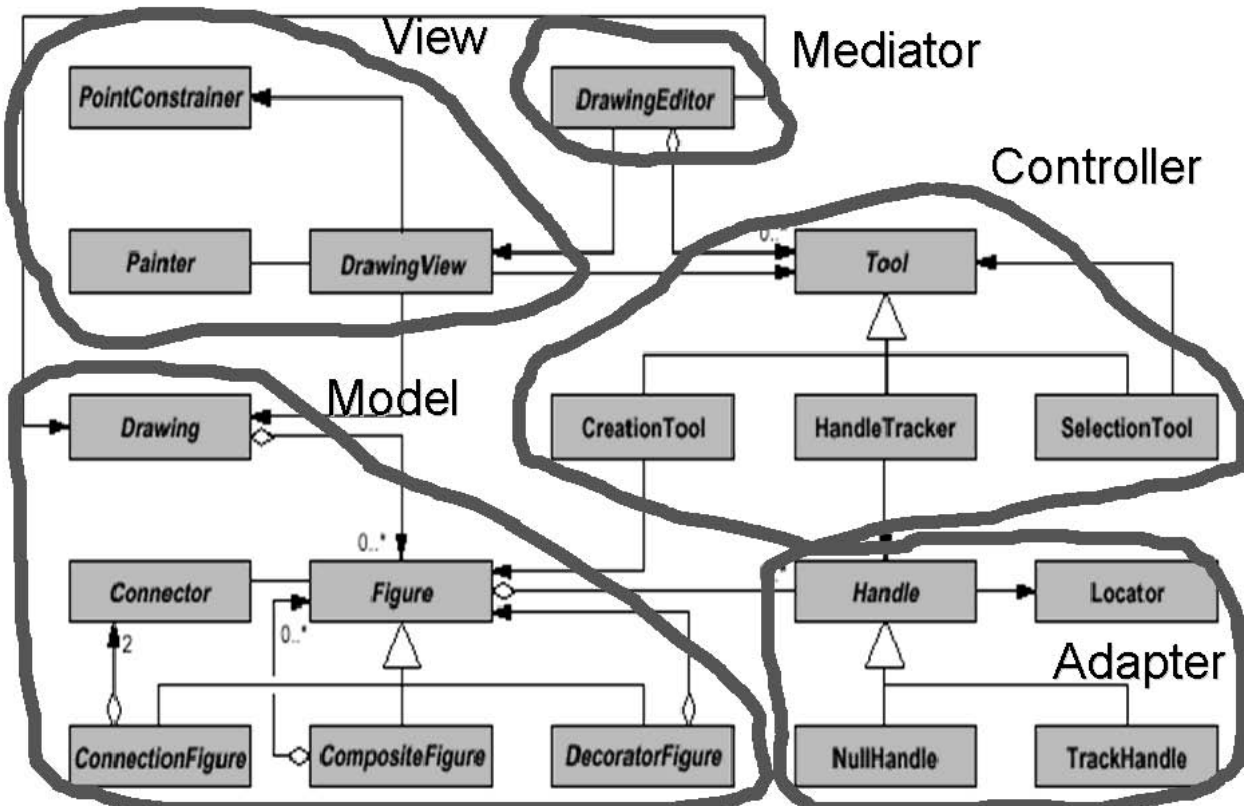 View
Mediator
PointConstrainer
DrawingEditor
Controller
Painter
DrawingView
0..*
Tool
Drawing
Model
CreationTool
HandleTracker
SelectionTool
0..*
Connector
Figure
Handle
Locator
0..*
2
Adapter
ConnectionFigure
CompositeFigure
DecoratorFigure
NullHandle
TrackHandle